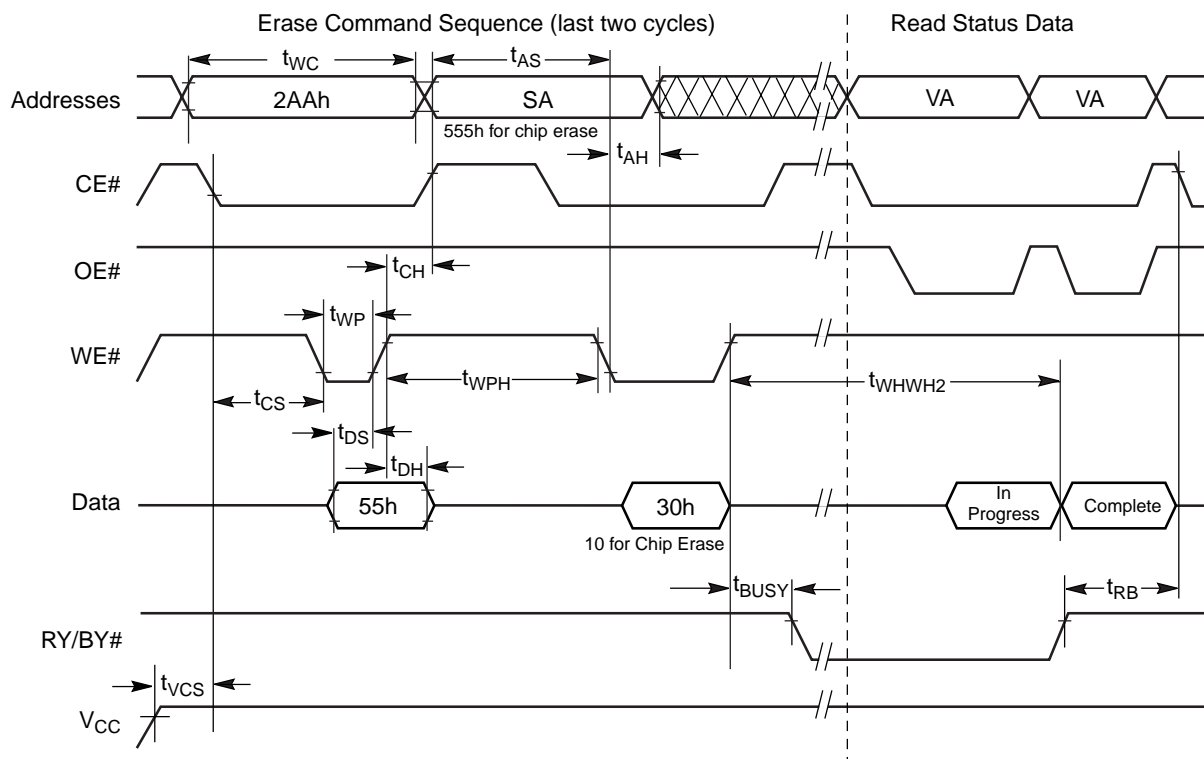 Erase Command Sequence (last two cycles)
Read Status Data
tWC
tAS
Addresses
2AAh
SA
VA
VA
555h for chip erase
tAH
CE#
OE#
tCH
tWP
WE#
tWPH
tWHWH2
tCS
tDS
tDH
Data
55h
30h
In
Progress
Complete
10 for Chip Erase
tBUSY
tRB
RY/BY#
tVCS
VCC